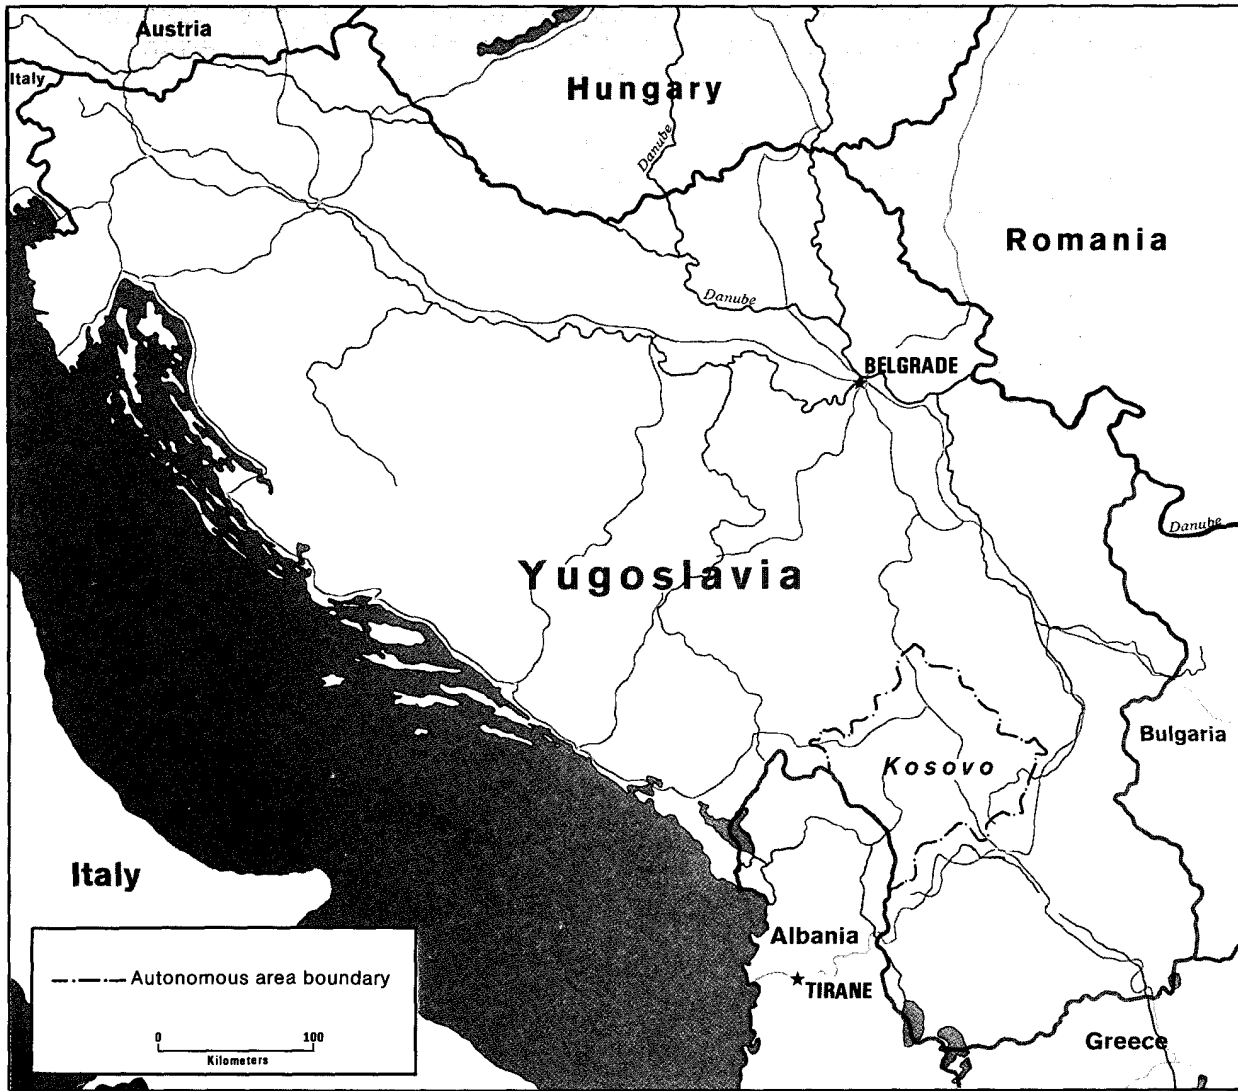 Austria
Italy
Hungary
Danube
Romania
Danube
BELGRADE
Danube
Yugoslavia
Bulgaria
Kosovo
Italy
Albania
TIRANE
Greece
Autonomous area boundary
0 100
Kilometers